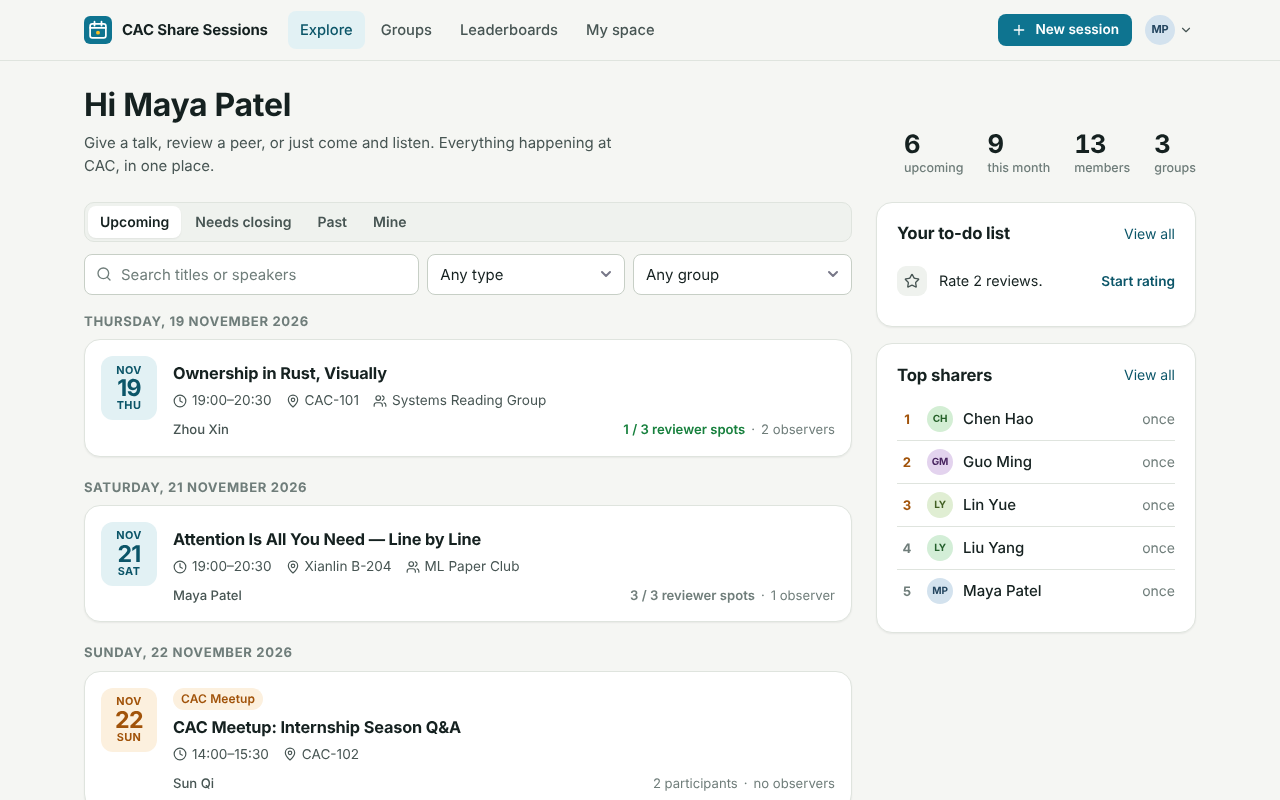 CAC Share Sessions
Explore
Groups
Leaderboards
My space
New session
MP
Hi Maya Patel
Give a talk, review a peer, or just come and listen. Everything happening at
CAC, in one place.
6
upcoming
9
this month
13
members
3
groups
Upcoming
Needs closing
Past
Mine
Search titles or speakers
Any type
Any group
THURSDAY, 19 NOVEMBER 2026
NOV
19
THU
Ownership in Rust, Visually
19:00–20:30 CAC-101 Systems Reading Group
Zhou Xin
1 / 3 reviewer spots · 2 observers
SATURDAY, 21 NOVEMBER 2026
NOV
21
SAT
Attention Is All You Need — Line by Line
19:00–20:30 Xianlin B-204 ML Paper Club
Maya Patel
3 / 3 reviewer spots · 1 observer
SUNDAY, 22 NOVEMBER 2026
NOV
22
SUN
CAC Meetup
CAC Meetup: Internship Season Q&A
14:00–15:30 CAC-102
Sun Qi
2 participants · no observers
Your to-do list
View all
Rate 2 reviews.
Start rating
Top sharers
View all
1 CH Chen Hao once
2 GM Guo Ming once
3 LY Lin Yue once
4 LY Liu Yang once
5 MP Maya Patel once